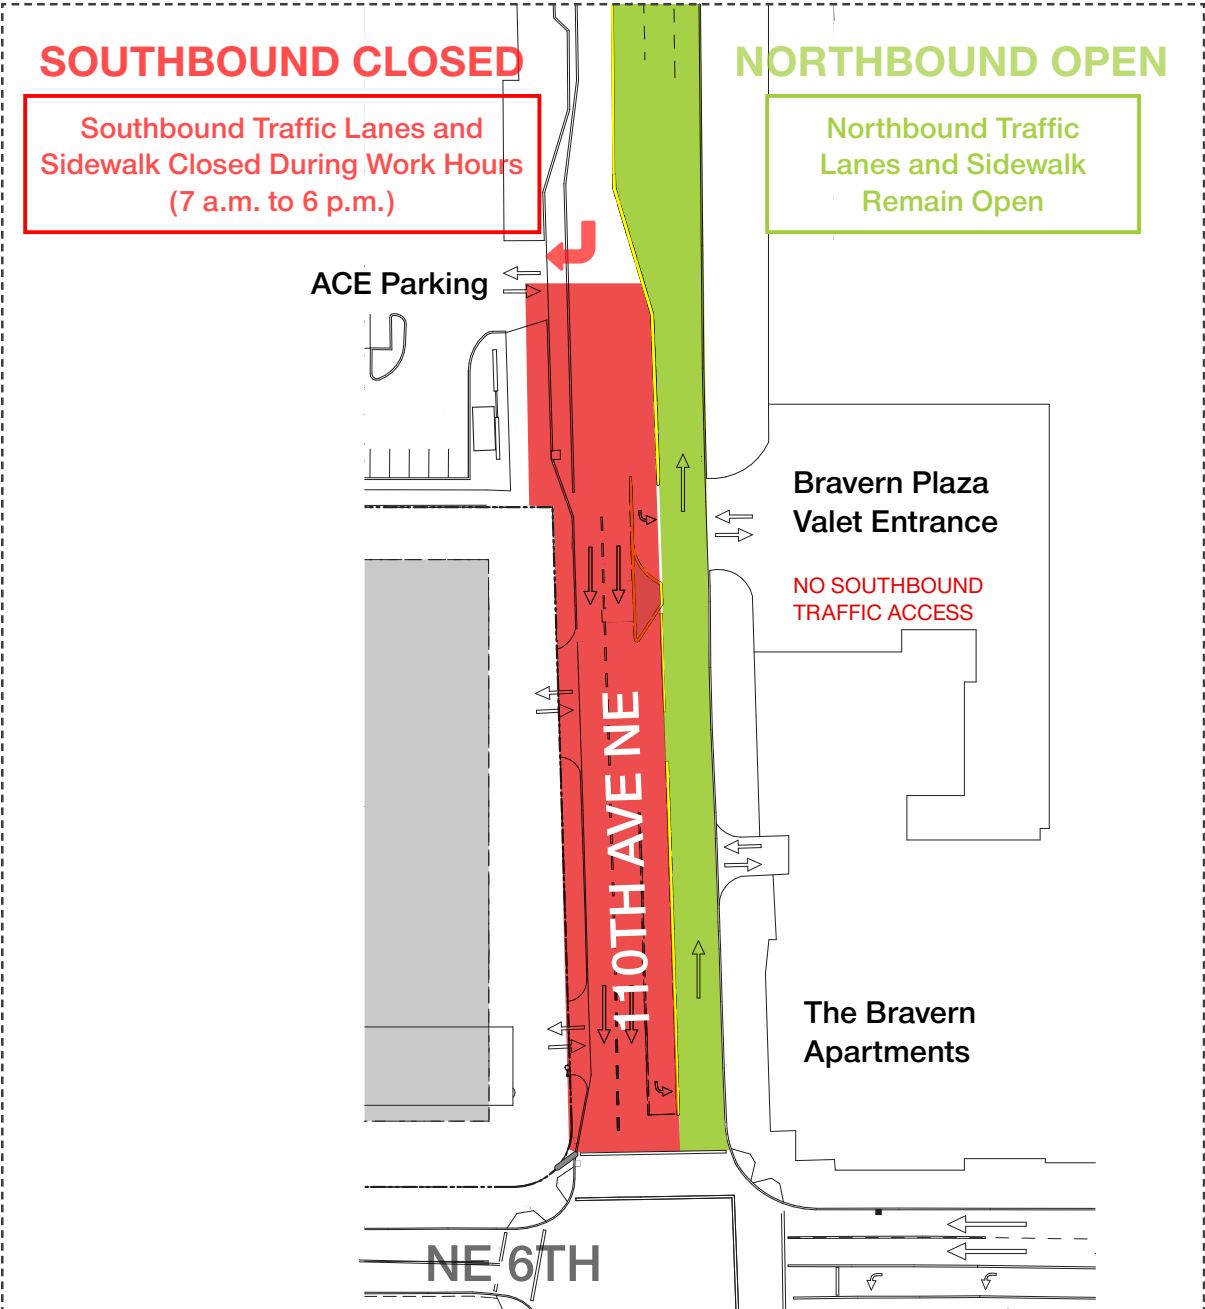 SOUTHBOUND CLOSED
Southbound Traffic Lanes and
Sidewalk Closed During Work Hours
(7 a.m. to 6 p.m.)
NORTHBOUND OPEN
Northbound Traffic
Lanes and Sidewalk
Remain Open
ACE Parking
Bravern Plaza
Valet Entrance
NO SOUTHBOUND
TRAFFIC ACCESS
110TH AVE NE
The Bravern
Apartments
NE 6TH